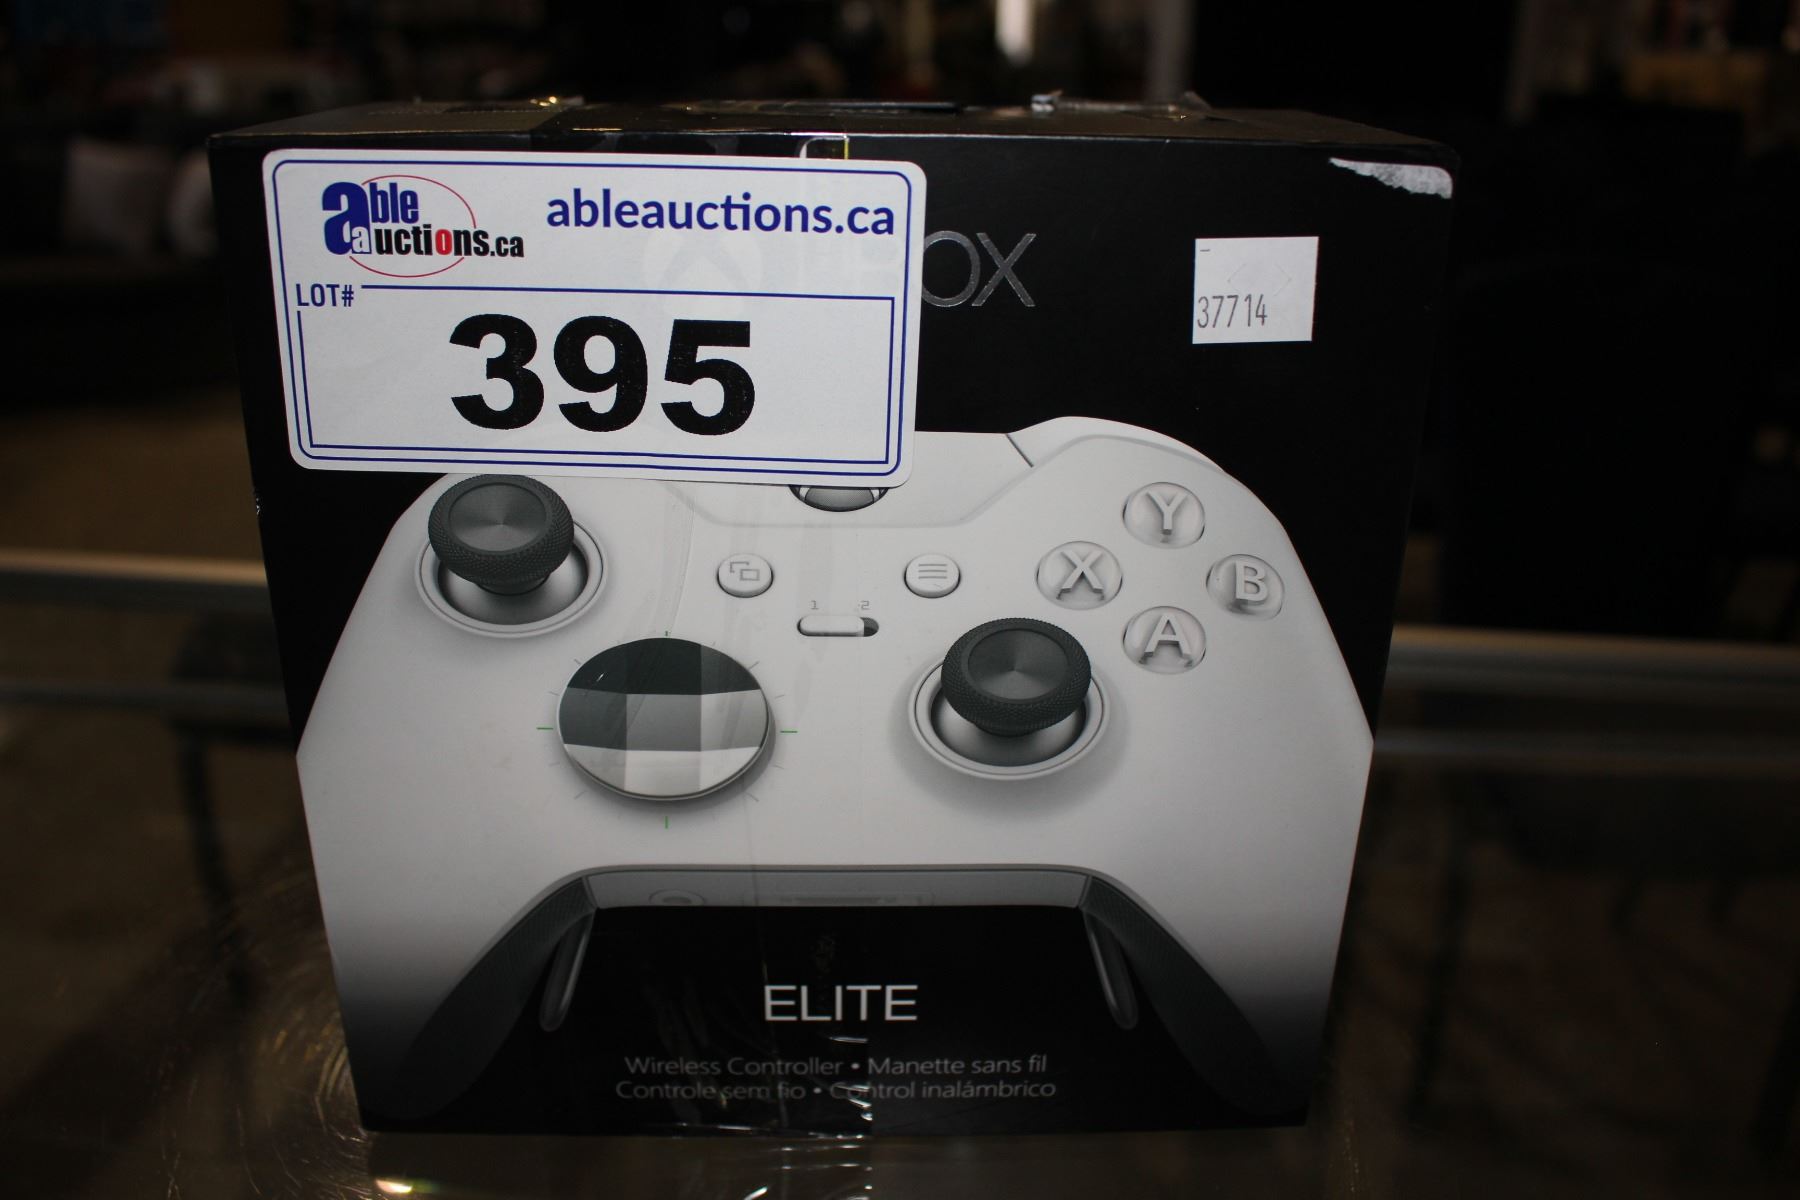 able auctions.ca
ableauctions.ca
LOT#
395
OX
37714
1 2
Y
X B
A
ELITE
Wireless Controller • Manette sans fil
Controle sem fio • Control inalámbrico